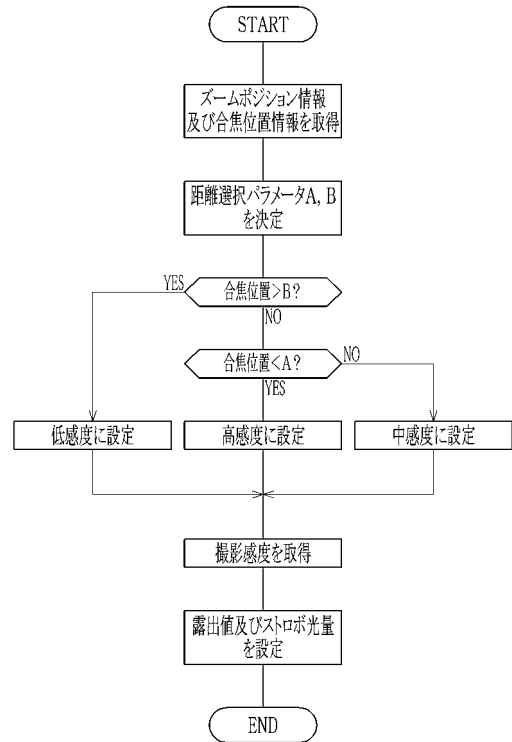 START
ズームポジション情報
及び合焦位置情報を取得
距離選択パラメータA, B
を決定
合焦位置>B?
YES
NO
合焦位置<A?
NO
YES
低感度に設定
高感度に設定
中感度に設定
撮影感度を取得
露出値及びストロボ光量
を設定
END